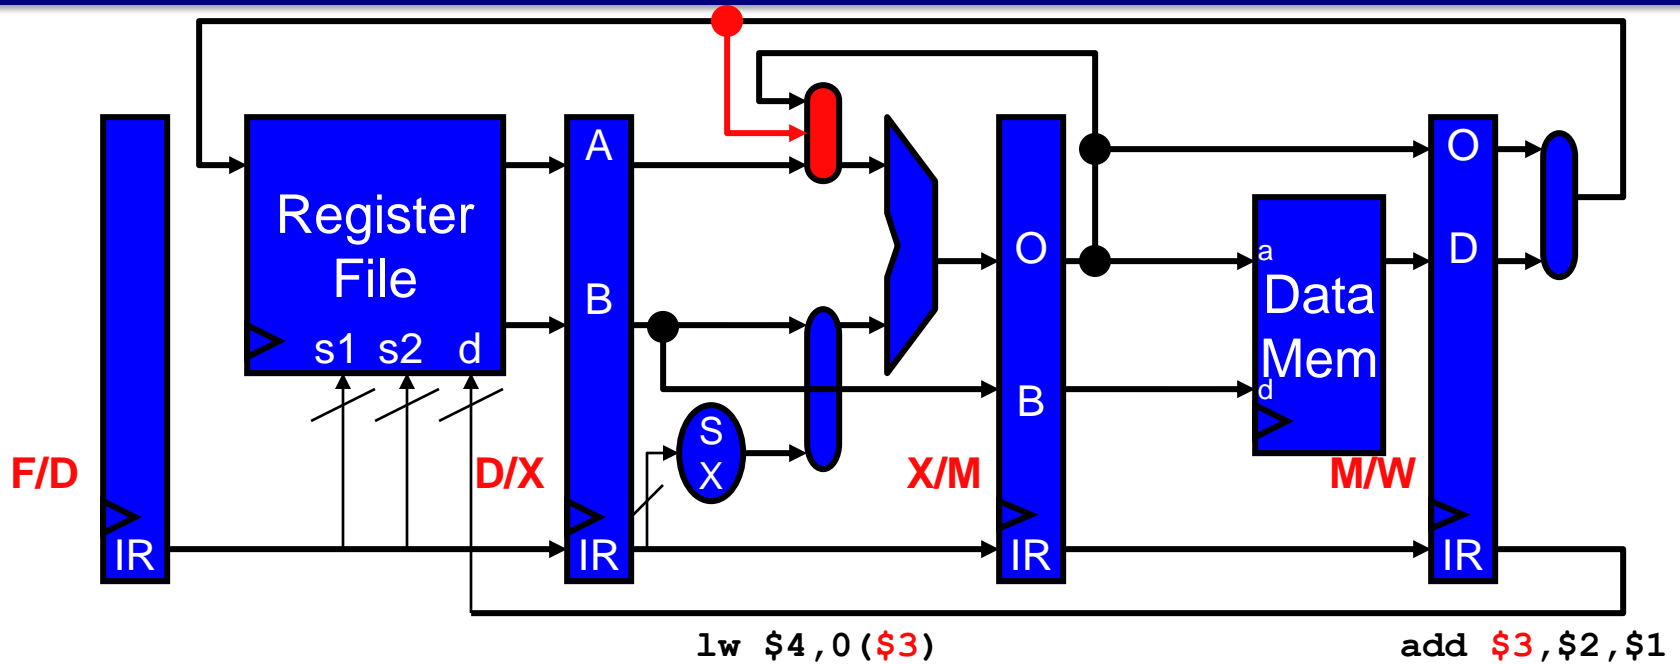 A
O
Register
File
O
D
a
B
Data
Mem
s1 s2 d
B
d
S
X
F/D
D/X
X/M
M/W
IR
IR
IR
IR
lw $4,0($3)
add $3,$2,$1